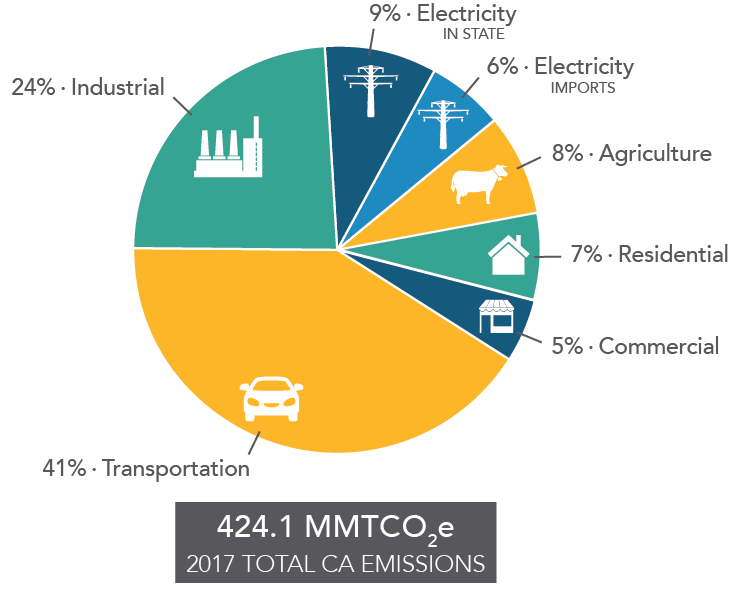 9% · Electricity
IN STATE
6% · Electricity
IMPORTS
24% · Industrial
8% · Agriculture
7% · Residential
5% · Commercial
41% · Transportation
424.1 MMTCO₂e
2017 TOTAL CA EMISSIONS